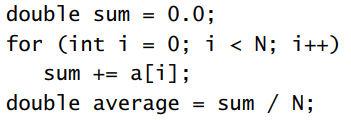 double sum = 0.0;
for (int i = 0; i < N; i++)
   sum += a[i];
double average = sum / N;